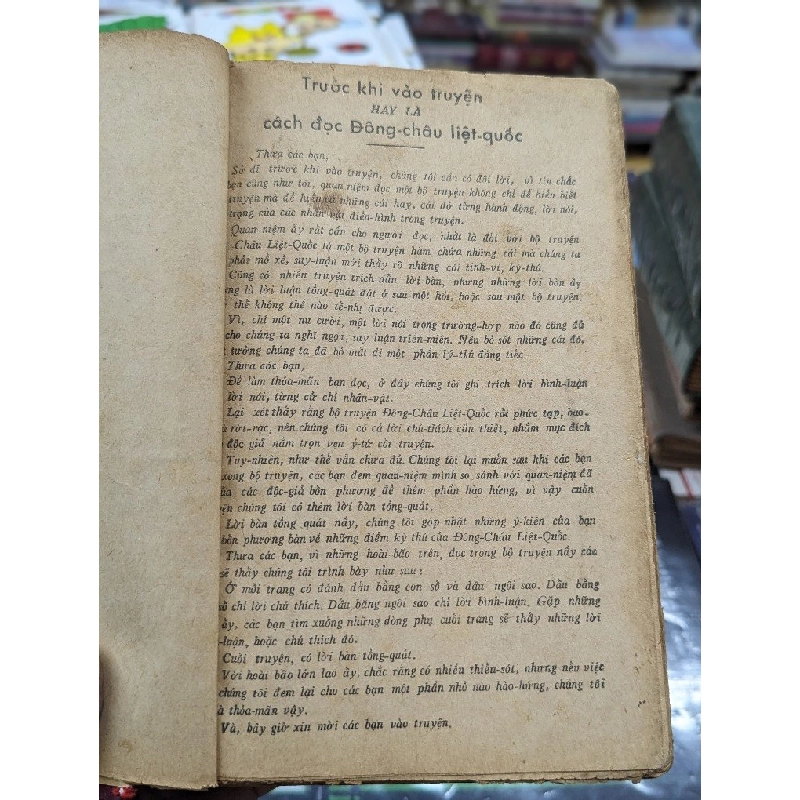 Trước khi vào truyện
HAY LÀ
cách đọc Đông-châu liệt-quốc
Thưa các bạn,
Sở dĩ trước khi vào truyện, chúng tôi cần có đôi lời, vì tin chắc
bạn cũng như tôi, quan niệm đọc một bộ truyện không chỉ để hiểu biết
truyện mà để luận ra những cái hay, cái dở từng hành động, lời nói,
trạng của các nhân vật điển-hình trong truyện.
Quan niệm ấy rất cần cho người đọc, nhất là đối với bộ truyện
Châu Liệt-Quốc là một bộ truyện hàm chứa những cái mà chúng ta
phải mổ xẻ, suy-luận mới thấy rõ những cái tinh-vi, kỳ-thú.
Cũng có nhiên truyện trích dẫn lời bàn, nhưng những lời bàn ấy
ng là lời luận tổng-quát đặt ở sau một hồi, hoặc sau một bộ truyện
thế không thể nào tế-nhị được.
Vì, chỉ một nụ cười, một lời nói trong trường-hợp nào đó cũng đủ
cho chúng ta nghĩ ngợi, suy luận triền-miên. Nếu bỏ sót những cái đó,
tưởng chúng ta đã bỏ mất đi một phần lý-thú đáng tiếc
Thưa các bạn,
Để làm thỏa-mãn bạn đọc, ở đây chúng tôi ghi trích lời bình-luận
lời nói, từng cử chỉ nhân-vật.
Lại xét thấy rằng bộ truyện Đông-Châu Liệt-Quốc rất phức tạp, bao-
rời-rạc, nên chúng tôi có cả lời chú-thích cần thiết, nhằm mục đích
độc giả nắm trọn vẹn ý-tứ cốt truyện.
Tuy-nhiên, như thế vẫn chưa đủ. Chúng tôi lại muốn sau khi các bạn
xong bộ truyện, các bạn đem quan-niệm mình so sánh với quan-niệm đã
của các độc-giả bốn phương để thêm phần hào hứng, vì vậy cuốn
chúng tôi có thêm lời bàn tổng-quát.
Lời bàn tổng quát nầy, chúng tôi góp nhặt những ý-kiến của bạn
bốn phương bàn về những điểm kỳ thú của Đông-Châu Liệt-Quốc
Thưa các bạn, vì những hoài-bão trên, đọc trong bộ truyện nầy các
sẽ thấy chúng tôi trình bày như sau:
Ở mỗi trang có đánh dấu bằng con số và dấu ngôi sao. Dấu bằng
chỉ lời chú thích. Dấu bằng ngôi sao chỉ lời bình-luận. Gặp những
ấy, các bạn tìm xuống những dòng phụ cuối trang sẽ thấy những lời
-luận, hoặc chú thích đó.
Cuối truyện, có lời bàn tổng-quát.
Với hoài bão lớn lao ấy, chắc rằng có nhiều thiếu-sót, nhưng nếu việc
chúng tôi đem lại cho các bạn một phần nhỏ nào hào-hứng, chúng tôi
thỏa-mãn vậy.
Và, bây giờ xin mời các bạn vào truyện.